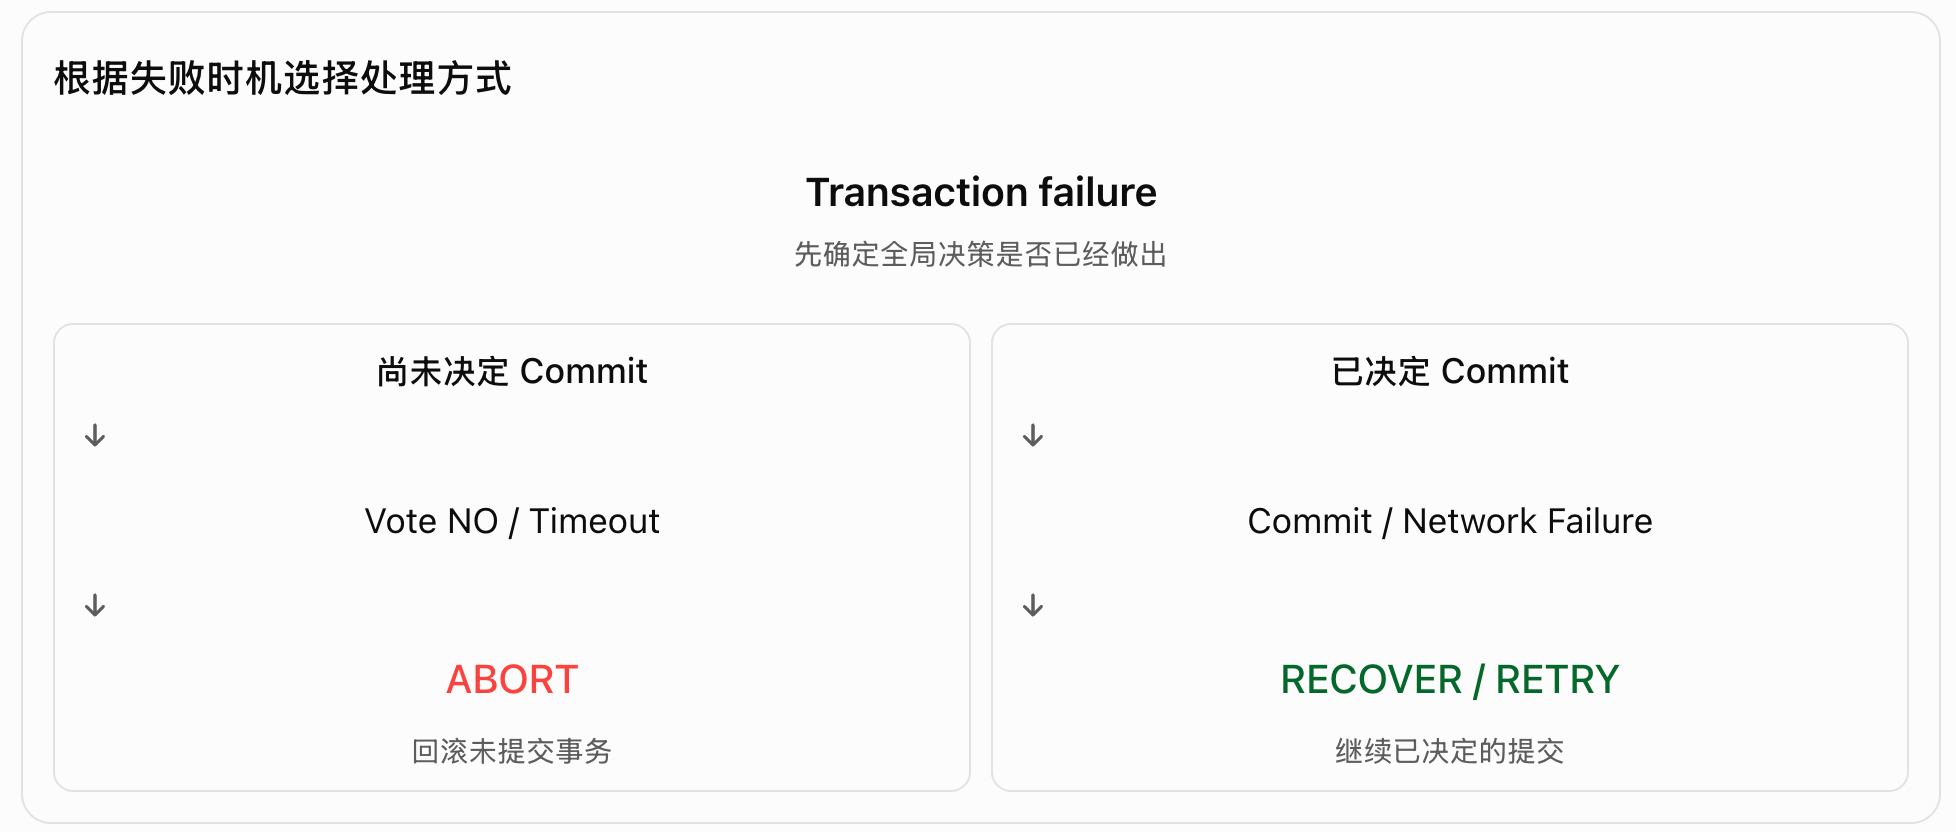 根据失败时机选择处理方式
Transaction failure
先确定全局决策是否已经做出
尚未决定 Commit
↓
Vote NO / Timeout
↓
ABORT
回滚未提交事务
已决定 Commit
↓
Commit / Network Failure
↓
RECOVER / RETRY
继续已决定的提交